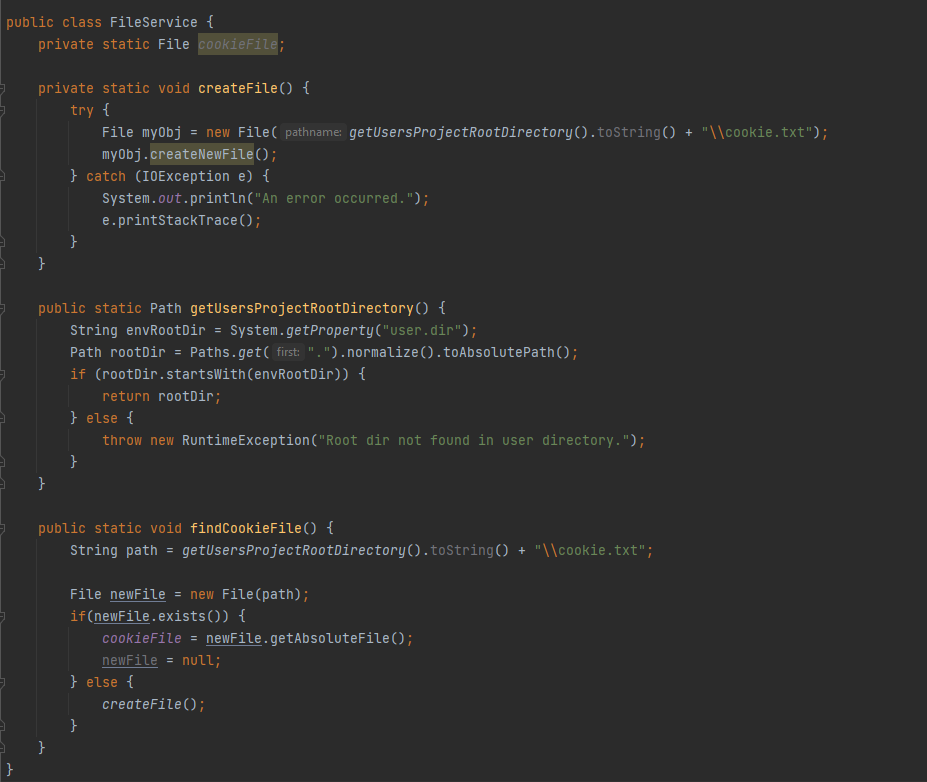 public class FileService {
    private static File cookieFile;

    private static void createFile() {
        try {
            File myObj = new File( pathname: getUsersProjectRootDirectory().toString() + "\\cookie.txt");
            myObj.createNewFile();
        } catch (IOException e) {
            System.out.println("An error occurred.");
            e.printStackTrace();
        }
    }

    public static Path getUsersProjectRootDirectory() {
        String envRootDir = System.getProperty("user.dir");
        Path rootDir = Paths.get( first: ".").normalize().toAbsolutePath();
        if (rootDir.startsWith(envRootDir)) {
            return rootDir;
        } else {
            throw new RuntimeException("Root dir not found in user directory.");
        }
    }

    public static void findCookieFile() {
        String path = getUsersProjectRootDirectory().toString() + "\\cookie.txt";

        File newFile = new File(path);
        if(newFile.exists()) {
            cookieFile = newFile.getAbsoluteFile();
            newFile = null;
        } else {
            createFile();
        }
    }
}